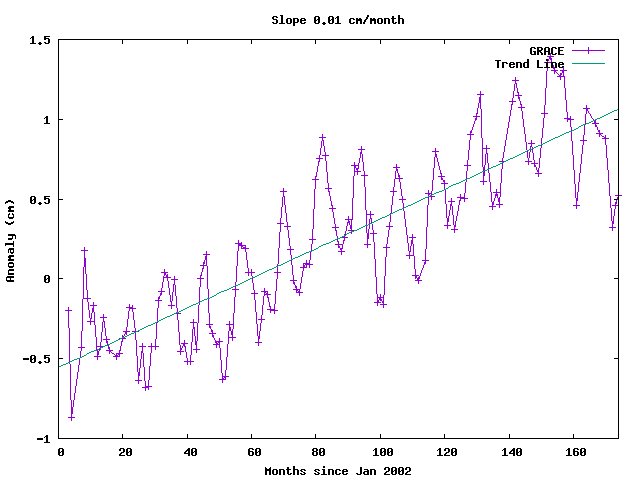 Slope 0.01 cm/month
GRACE
Trend Line
1.5
1
0.5
0
-0.5
-1
Anomaly (cm)
0 20 40 60 80 100 120 140 160
Months since Jan 2002